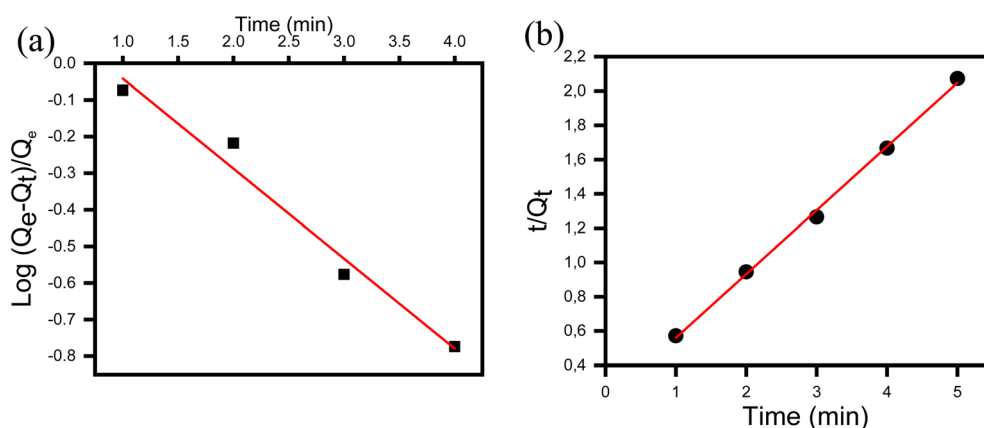 (a)
Time (min)
1.0 1.5 2.0 2.5 3.0 3.5 4.0
0.0
-0.1
-0.2
-0.3
-0.4
-0.5
-0.6
-0.7
-0.8
Log (Qe-Qt)/Qe
(b)
2,2
2,0
1,8
1,6
1,4
1,2
1,0
0,8
0,6
0,4
t/Qt
0 1 2 3 4 5
Time (min)